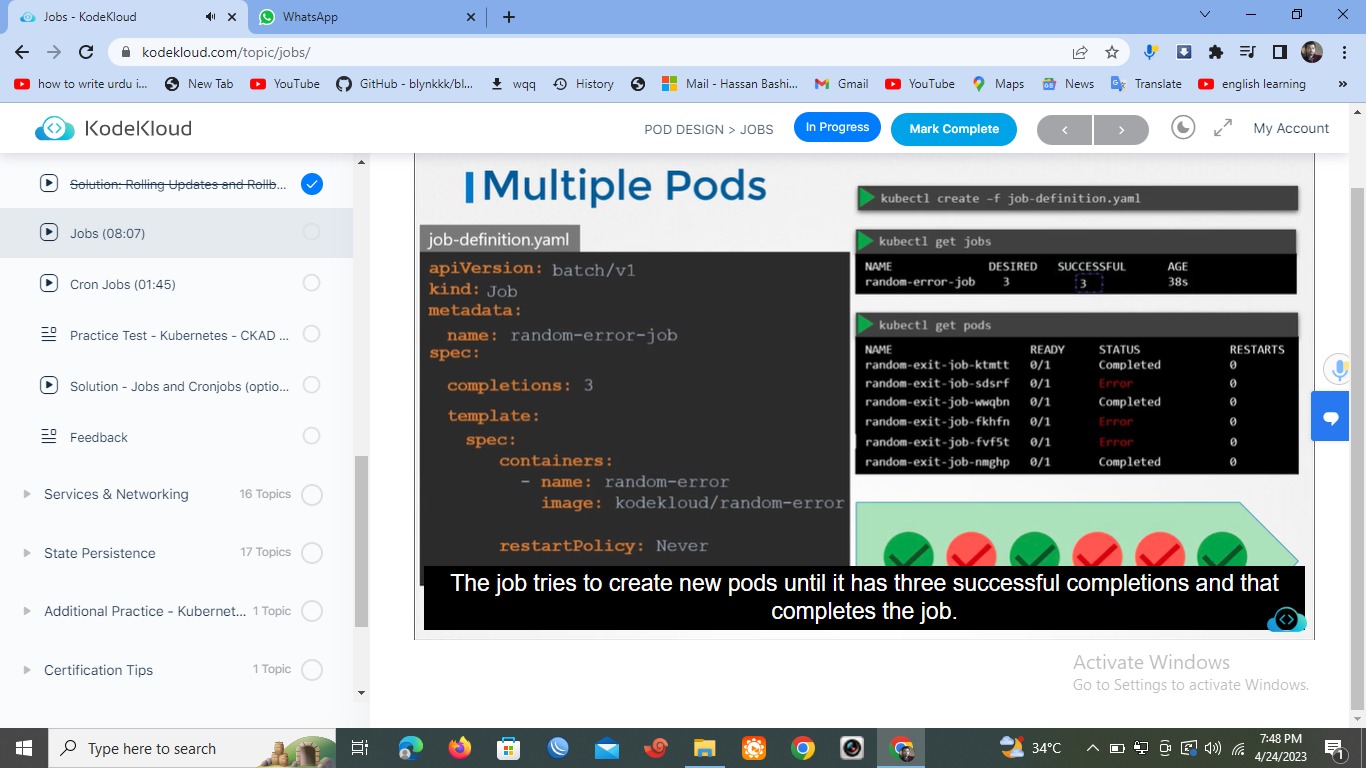 Jobs - KodeKloud
WhatsApp
kodekloud.com/topic/jobs/
how to write urdu i...
New Tab
YouTube
GitHub - blynkkk/bl...
wqq
History
Mail - Hassan Bashi...
Gmail
YouTube
Maps
News
Translate
english learning
»
KodeKloud
POD DESIGN > JOBS
In Progress
Mark Complete
My Account
Solution: Rolling Updates and Rollb...
Jobs (08:07)
Cron Jobs (01:45)
Practice Test - Kubernetes - CKAD ...
Solution - Jobs and Cronjobs (optio...
Feedback
Services & Networking 16 Topics
State Persistence 17 Topics
Additional Practice - Kubernet... 1 Topic
Certification Tips 1 Topic
Multiple Pods
job-definition.yaml
apiVersion: batch/v1
kind: Job
metadata:
name: random-error-job
spec:
completions: 3
template:
spec:
containers:
- name: random-error
image: kodekloud/random-error
restartPolicy: Never
kubectl create –f job-definition.yaml
kubectl get jobs
NAME DESIRED SUCCESSFUL AGE
random-error-job 3 3 38s
kubectl get pods
NAME READY STATUS RESTARTS
random-exit-job-ktmtt 0/1 Completed 0
random-exit-job-sdsrf 0/1 Error 0
random-exit-job-wwqbn 0/1 Completed 0
random-exit-job-fkhfn 0/1 Error 0
random-exit-job-fvf5t 0/1 Error 0
random-exit-job-nmghp 0/1 Completed 0
The job tries to create new pods until it has three successful completions and that
completes the job.
Activate Windows
Go to Settings to activate Windows.
Type here to search
34°C
7:48 PM
4/24/2023
1